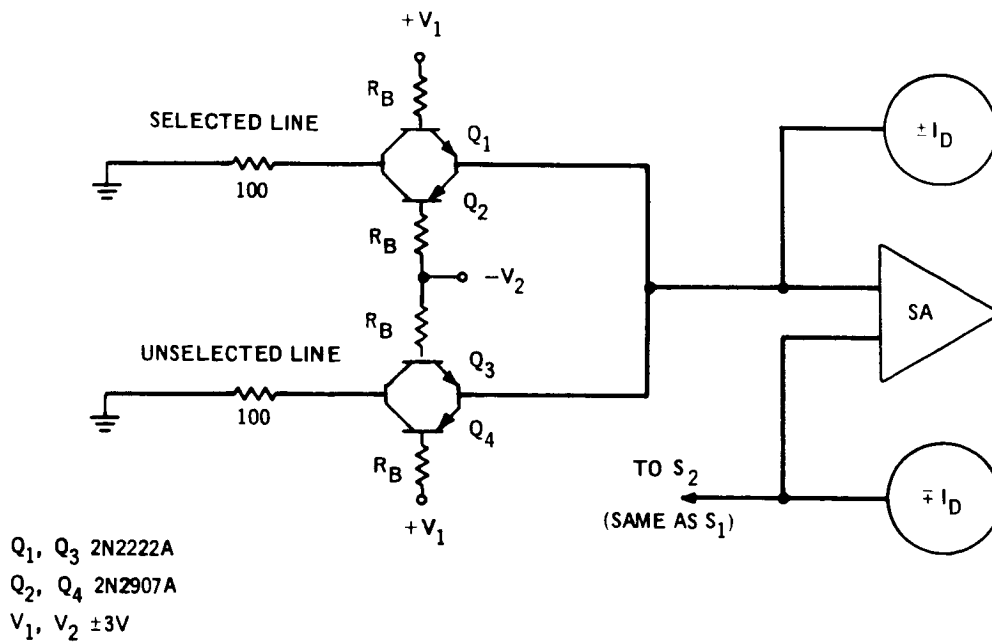 +V1
RB
SELECTED LINE
Q1
± ID
100
Q2
RB
−V2
SA
RB
UNSELECTED LINE
Q3
100
Q4
RB
TO S2
(SAME AS S1)
∓ ID
+V1
Q1, Q3 2N2222A
Q2, Q4 2N2907A
V1, V2 ±3V